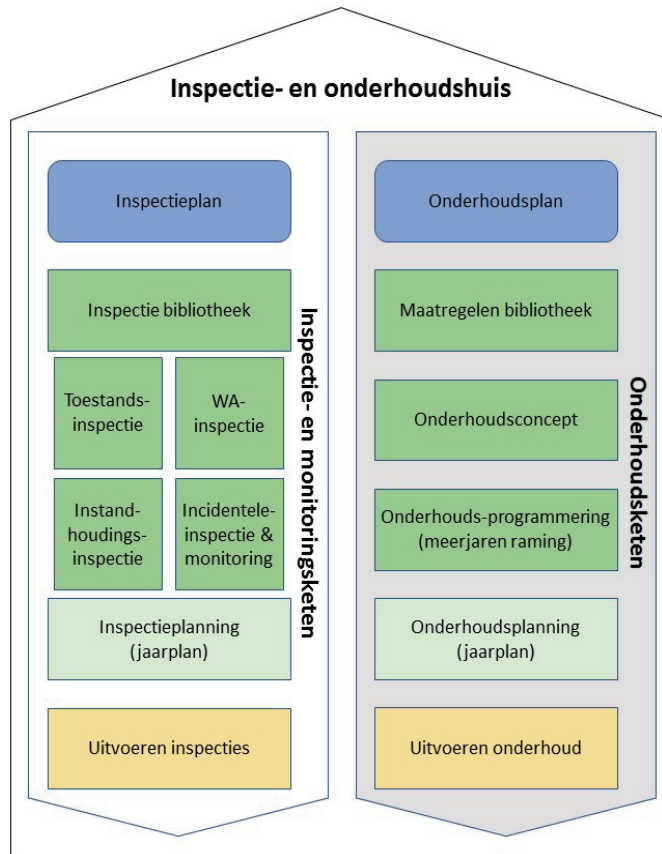 Inspectie- en onderhoudshuis
Inspectieplan
Inspectie bibliotheek
Toestands-
inspectie
WA-
inspectie
Instand-
houdings-
inspectie
Incidentele-
inspectie &
monitoring
Inspectieplanning
(jaarplan)
Uitvoeren inspecties
Inspectie- en monitoringsketen
Onderhoudsplan
Maatregelen bibliotheek
Onderhoudsconcept
Onderhouds-programmering
(meerjaren raming)
Onderhoudsplanning
(jaarplan)
Uitvoeren onderhoud
Onderhoudsketen